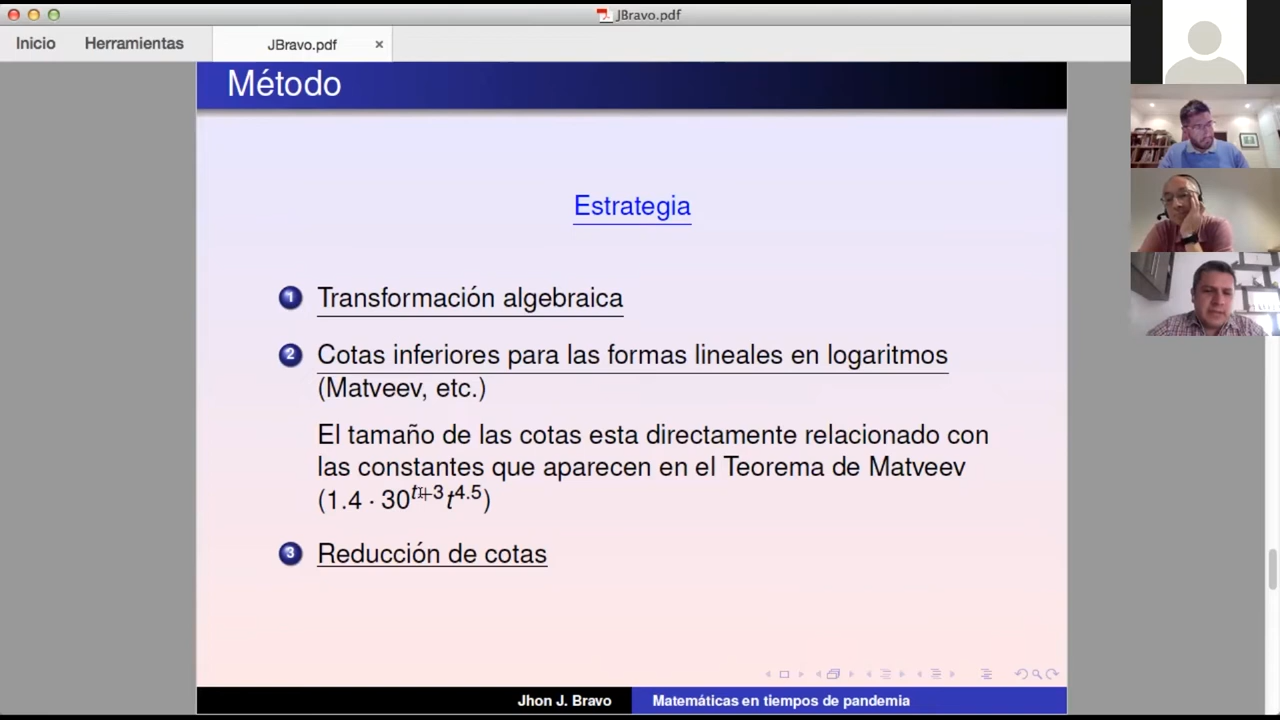 JBravo.pdf
Inicio Herramientas JBravo.pdf ×
Método
Estrategia
1 Transformación algebraica
2 Cotas inferiores para las formas lineales en logaritmos
(Matveev, etc.)
El tamaño de las cotas esta directamente relacionado con
las constantes que aparecen en el Teorema de Matveev
(1.4 · 30^{t+3} t^{4.5})
3 Reducción de cotas
Jhon J. Bravo Matemáticas en tiempos de pandemia